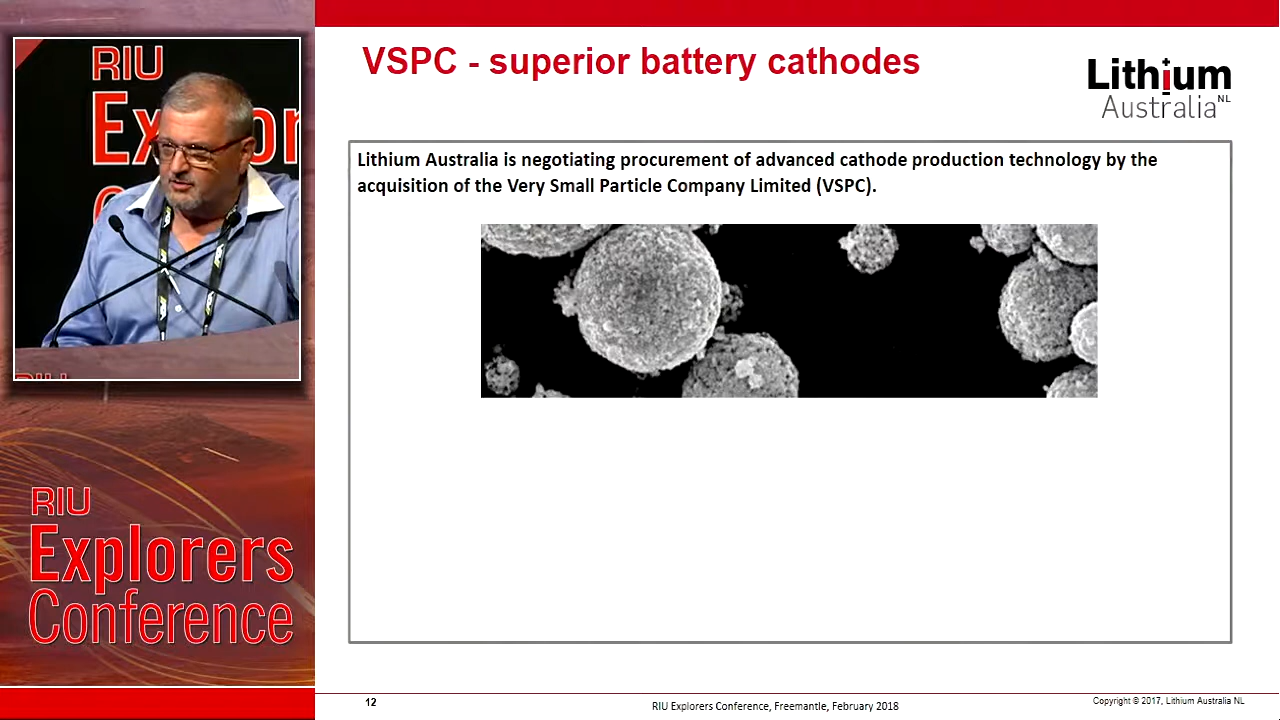 RIU
Explorers
Conference
VSPC - superior battery cathodes
Lithium
Australia NL
Lithium Australia is negotiating procurement of advanced cathode production technology by the
acquisition of the Very Small Particle Company Limited (VSPC).
12
RIU Explorers Conference, Freemantle, February 2018
Copyright © 2017, Lithium Australia NL